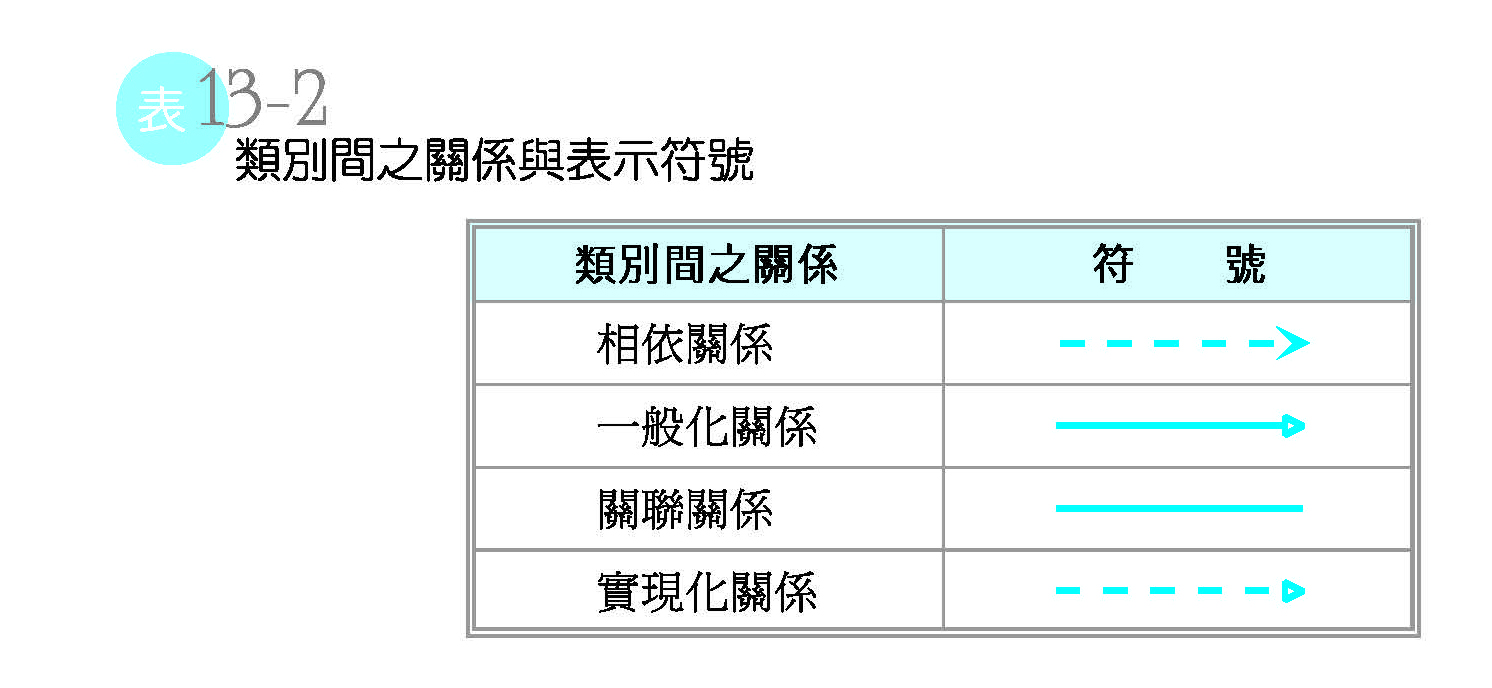 表13-2
類別間之關係與表示符號
類別間之關係 符 號
相依關係
一般化關係
關聯關係
實現化關係